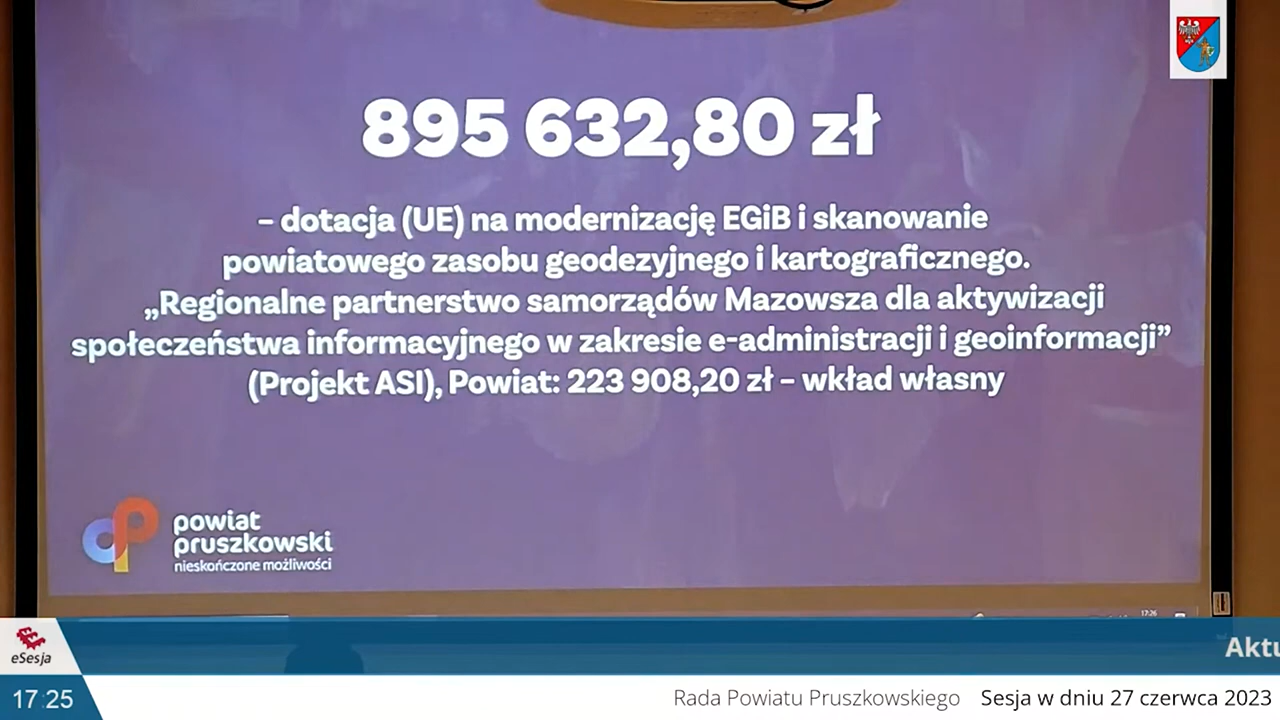 895 632,80 zł
– dotacja (UE) na modernizację EGiB i skanowanie
powiatowego zasobu geodezyjnego i kartograficznego.
„Regionalne partnerstwo samorządów Mazowsza dla aktywizacji
społeczeństwa informacyjnego w zakresie e-administracji i geoinformacji”
(Projekt ASI), Powiat: 223 908,20 zł – wkład własny
powiat
pruszkowski
nieskończone możliwości
17:26
eSesja
Aktu
17:25
Rada Powiatu Pruszkowskiego Sesja w dniu 27 czerwca 2023